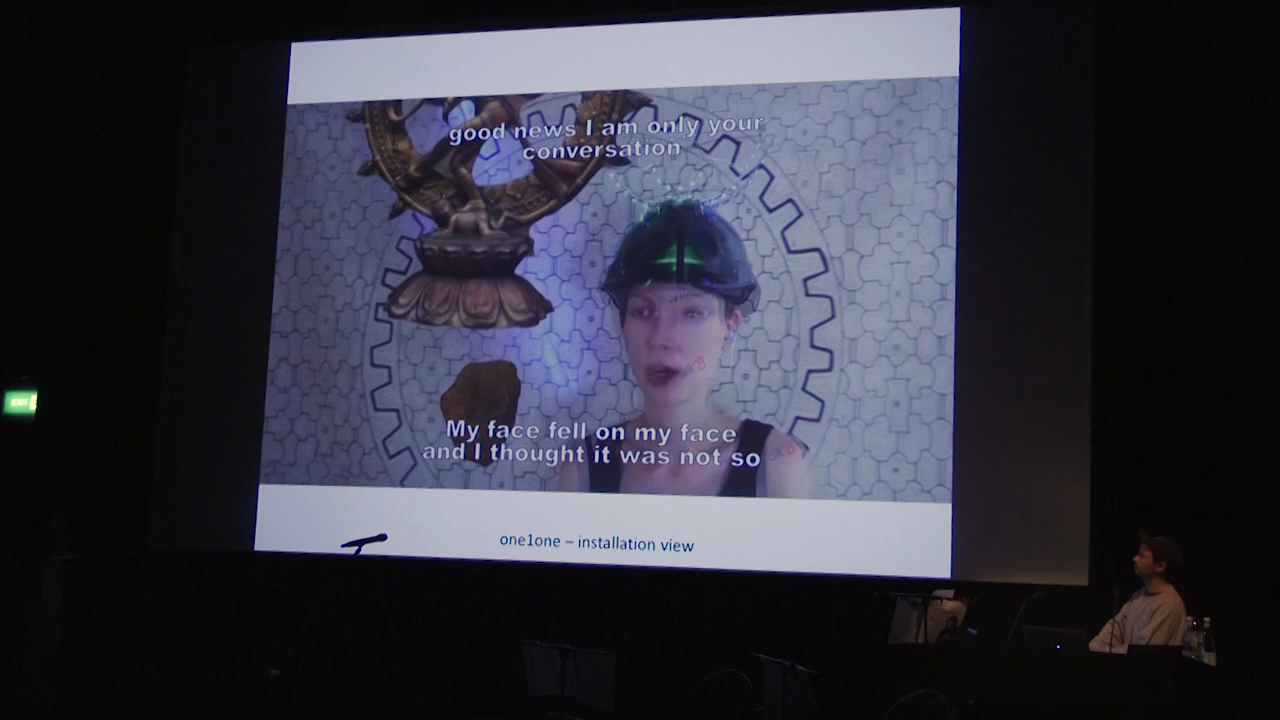 good news I am only your
conversation
My face fell on my face
and I thought it was not so
one1one – installation view
EXIT